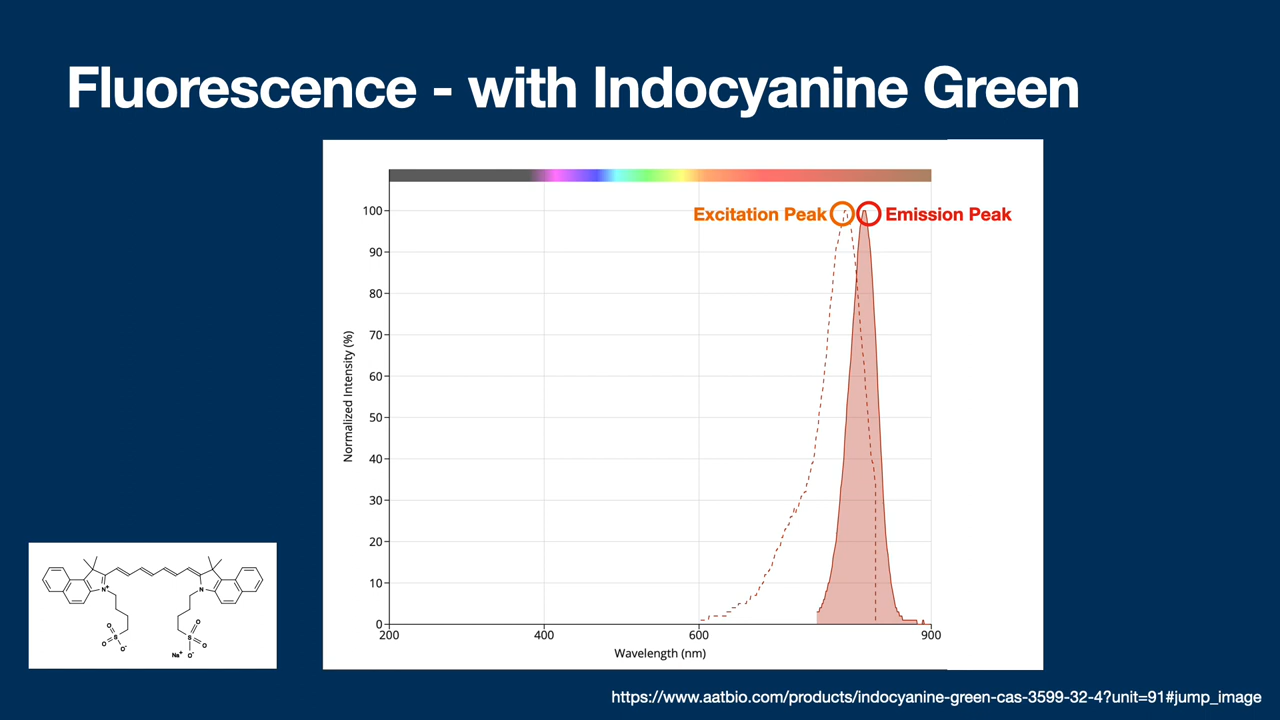 Fluorescence - with Indocyanine Green
Excitation Peak
Emission Peak
100
90
80
70
60
50
40
30
20
10
0
Normalized Intensity (%)
200
400
600
900
Wavelength (nm)
N⁺
N
O
S
O
O⁻
O
S
O
O⁻
Na⁺
https://www.aatbio.com/products/indocyanine-green-cas-3599-32-4?unit=91#jump_image